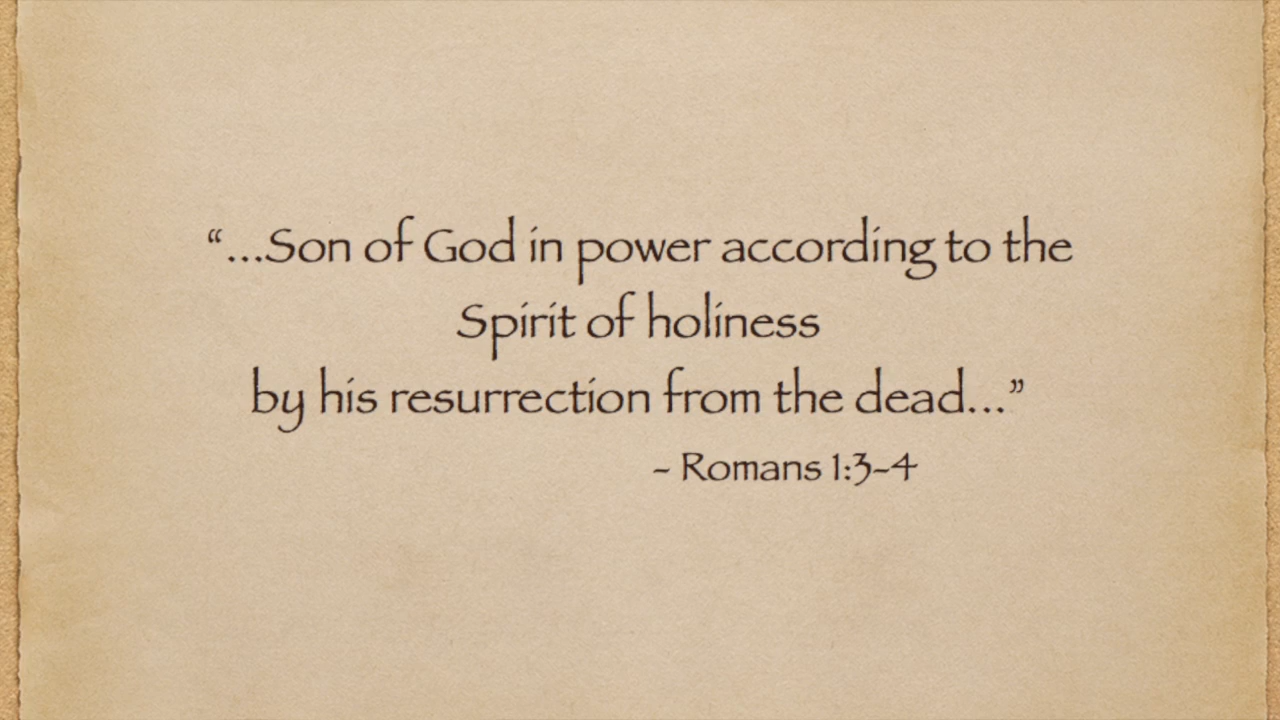 “...Son of God in power according to the
Spirit of holiness
by his resurrection from the dead...”
- Romans 1:3-4